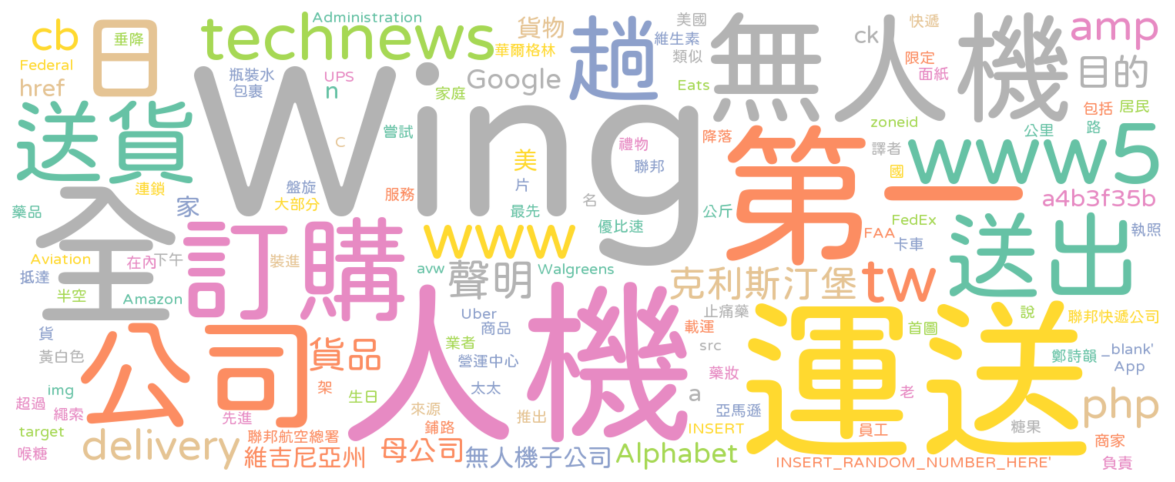 cb
日
垂降
Federal
href
technews
Administration
瓶裝水
包裹
UPS
n
家庭
Google
貨物
華爾格林
趟
維生素
美國
類似
Eats
無人機
ck
快遞
限定
面紙
amp
目的
包括
居民
zoneid
公里
路
送貨
Wing
嘗試
C
連鎖
盤旋
大部分
服務
美
片
最先
禮物
聯邦
降落
名
優比速
公斤
第一
譯者
國
www5
a4b3f35b
藥品
全
家
訂購
www
FedEx
FAA
卡車
執照
送出
Aviation
抵達
在內
下午
半空
Amazon
裝進
avw
聲明
Walgreens
克利斯汀堡
tw
貨
黃白色
公司
貨品
架
人機
Uber
商品
業者
營運中心
止痛藥
載運
src
運送
首圖
說
聯邦快遞公司
鄭詩韻
_blank'
App
img
超過
繩索
target
喉糖
先進
生日
太太
來源
鋪路
推出
a
藥妝
亞馬遜
INSERT
老
員工
糖果
php
商家
負責
delivery
聯邦航空總署
維吉尼亞州
母公司
無人機子公司
Alphabet
INSERT_RANDOM_NUMBER_HERE'